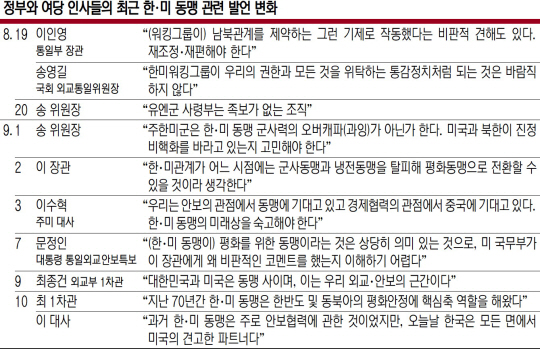 정부와 여당 인사들의 최근 한·미 동맹 관련 발언 변화
8.19 이인영 “(워킹그룹이) 남북관계를 제약하는 그런 기제로 작동했다는 비판적 견해도 있다.
통일부 장관 재조정·재편해야 한다”
송영길 “한미워킹그룹이 우리의 권한과 모든 것을 위탁하는 통감정치처럼 되는 것은 바람직
국회 외교통일위원장 하지 않다”
20 송 위원장 “유엔군 사령부는 족보가 없는 조직”
9.1 송 위원장 “주한미군은 한·미 동맹 군사력의 오버캐파(과잉)가 아닌가 한다. 미국과 북한이 진정
비핵화를 바라고 있는지 고민해야 한다”
2 이 장관 “한·미관계가 어느 시점에는 군사동맹과 냉전동맹을 탈피해 평화동맹으로 전환할 수
있을 것이라 생각한다”
3 이수혁 “우리는 안보의 관점에서 동맹에 기대고 있고 경제협력의 관점에서 중국에 기대고 있다.
주미 대사 한·미 동맹의 미래상을 숙고해야 한다”
7 문정인 “(한·미 동맹이) 평화를 위한 동맹이라는 것은 상당히 의미 있는 것으로, 미 국무부가
대통령 통일외교안보특보 이 장관에게 왜 비판적인 코멘트를 했는지 이해하기 어렵다”
9 최종건 외교부 1차관 “대한민국과 미국은 동맹 사이며, 이는 우리 외교·안보의 근간이다”
10 최 1차관 “지난 70년간 한·미 동맹은 한반도 및 동북아의 평화안정에 핵심축 역할을 해왔다”
이 대사 “과거 한·미 동맹은 주로 안보협력에 관한 것이었지만, 오늘날 한국은 모든 면에서
미국의 견고한 파트너다”